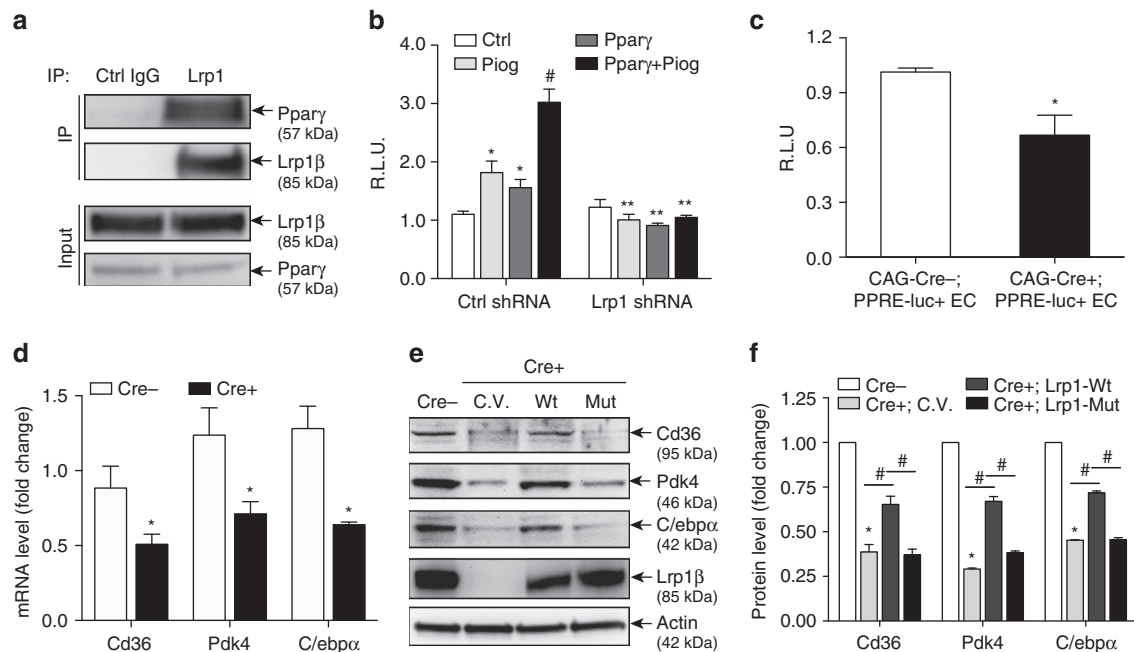 a
IP: Ctrl IgG Lrp1
IP
Pparγ
(57 kDa)
Lrp1β
(85 kDa)
Input
Lrp1β
(85 kDa)
Pparγ
(57 kDa)
b
Ctrl Pparγ
Piog Pparγ+Piog
R.L.U.
4.0
3.0
2.0
1.0
0.0
* * #
** ** **
Ctrl shRNA Lrp1 shRNA
c
R.L.U
1.2
0.9
0.6
0.3
0.0
*
CAG-Cre–; CAG-Cre+;
PPRE-luc+ EC PPRE-luc+ EC
d
Cre– Cre+
mRNA level (fold change)
1.5
1.0
0.5
0.0
* * *
Cd36 Pdk4 C/ebpα
e
Cre+
Cre– C.V. Wt Mut
Cd36
(95 kDa)
Pdk4
(46 kDa)
C/ebpα
(42 kDa)
Lrp1β
(85 kDa)
Actin
(42 kDa)
f
Cre– Cre+; Lrp1-Wt
Cre+; C.V. Cre+; Lrp1-Mut
Protein level (fold change)
1.25
1.00
0.75
0.50
0.25
0.00
# # # # # #
* * *
Cd36 Pdk4 C/ebpα